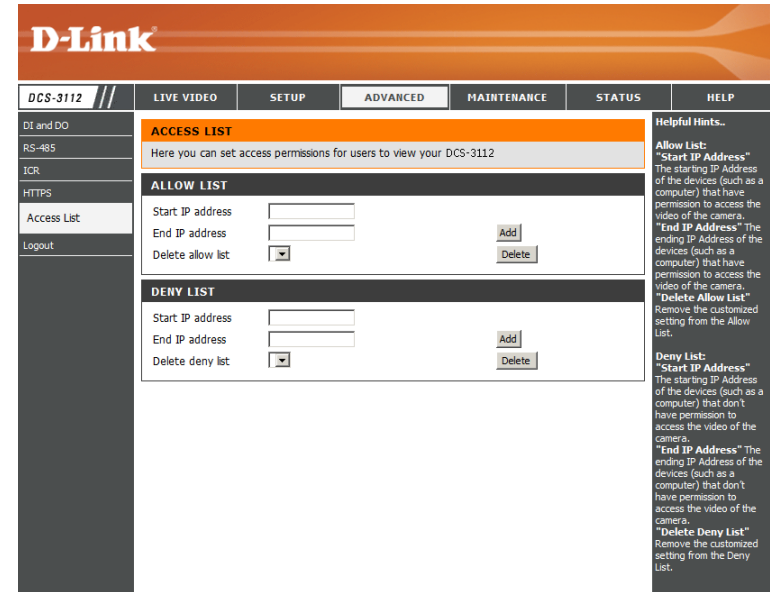 D-Link
DCS-3112
LIVE VIDEO
SETUP
ADVANCED
MAINTENANCE
STATUS
HELP
DI and DO
RS-485
ICR
HTTPS
Access List
Logout
ACCESS LIST
Here you can set access permissions for users to view your DCS-3112
ALLOW LIST
Start IP address
End IP address
Add
Delete allow list
Delete
DENY LIST
Start IP address
End IP address
Add
Delete deny list
Delete
Helpful Hints..
Allow List:
"Start IP Address"
The starting IP Address
of the devices (such as a
computer) that have
permission to access the
video of the camera.
"End IP Address" The
ending IP Address of the
devices (such as a
computer) that have
permission to access the
video of the camera.
"Delete Allow List"
Remove the customized
setting from the Allow
List.
Deny List:
"Start IP Address"
The starting IP Address
of the devices (such as a
computer) that don't
have permission to
access the video of the
camera.
"End IP Address" The
ending IP Address of the
devices (such as a
computer) that don't
have permission to
access the video of the
camera.
"Delete Deny List"
Remove the customized
setting from the Deny
List.